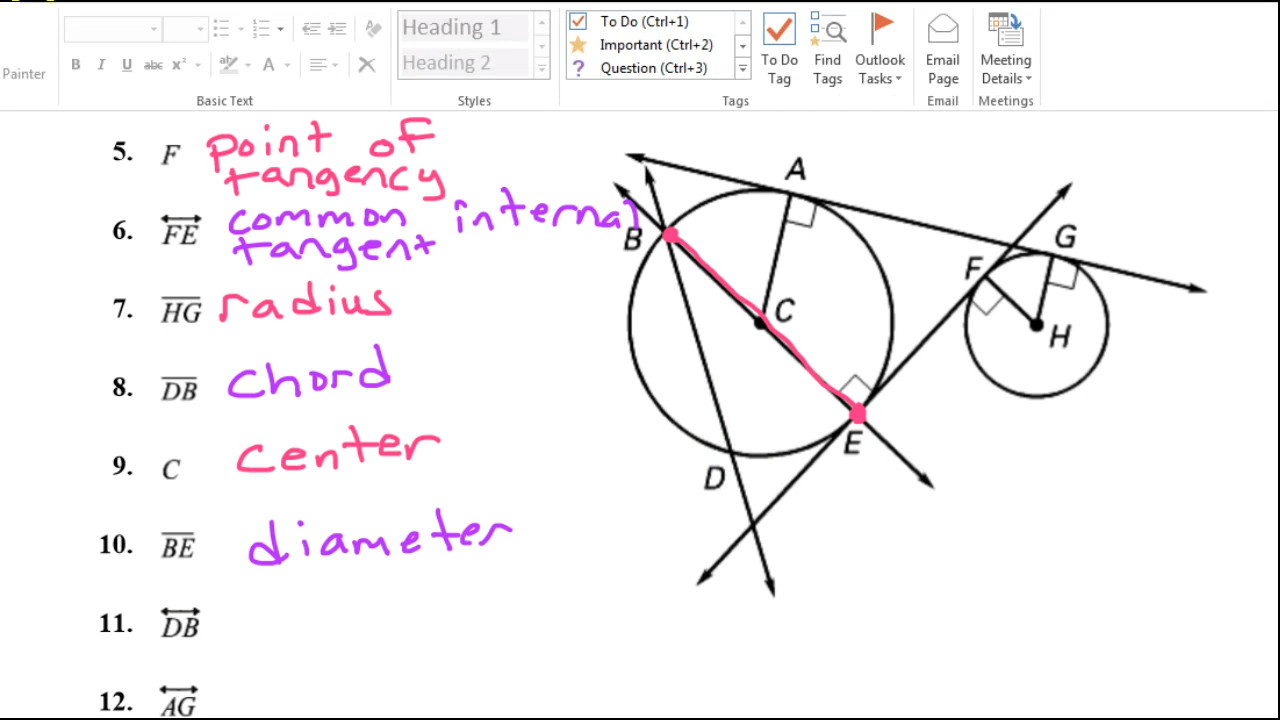 Heading 1
Heading 2
To Do (Ctrl+1)
Important (Ctrl+2)
Question (Ctrl+3)
To Do Tag
Find Tags
Outlook Tasks
Email Page
Meeting Details
Painter
B I U abc x² A
Basic Text
Styles
Tags
Email
Meetings
5. F point of
tangency
6. FE common internal
tangent
7. HG radius
8. DB chord
9. C center
10. BE diameter
11. DB
12. AG
A
B
C
D
E
F
G
H